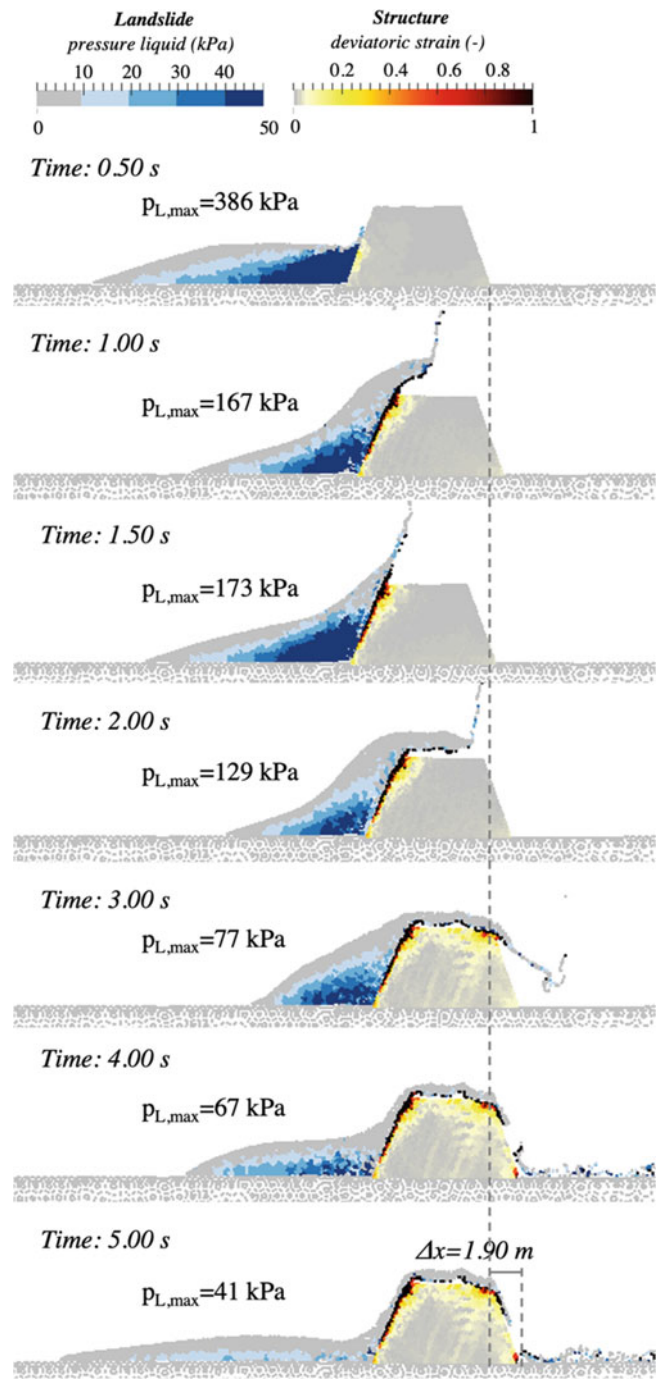 Landslide
pressure liquid (kPa)
10 20 30 40
0 50
Structure
deviatoric strain (-)
0.2 0.4 0.6 0.8
0 1
Time: 0.50 s
pL,max=386 kPa
Time: 1.00 s
pL,max=167 kPa
Time: 1.50 s
pL,max=173 kPa
Time: 2.00 s
pL,max=129 kPa
Time: 3.00 s
pL,max=77 kPa
Time: 4.00 s
pL,max=67 kPa
Time: 5.00 s
Δx=1.90 m
pL,max=41 kPa